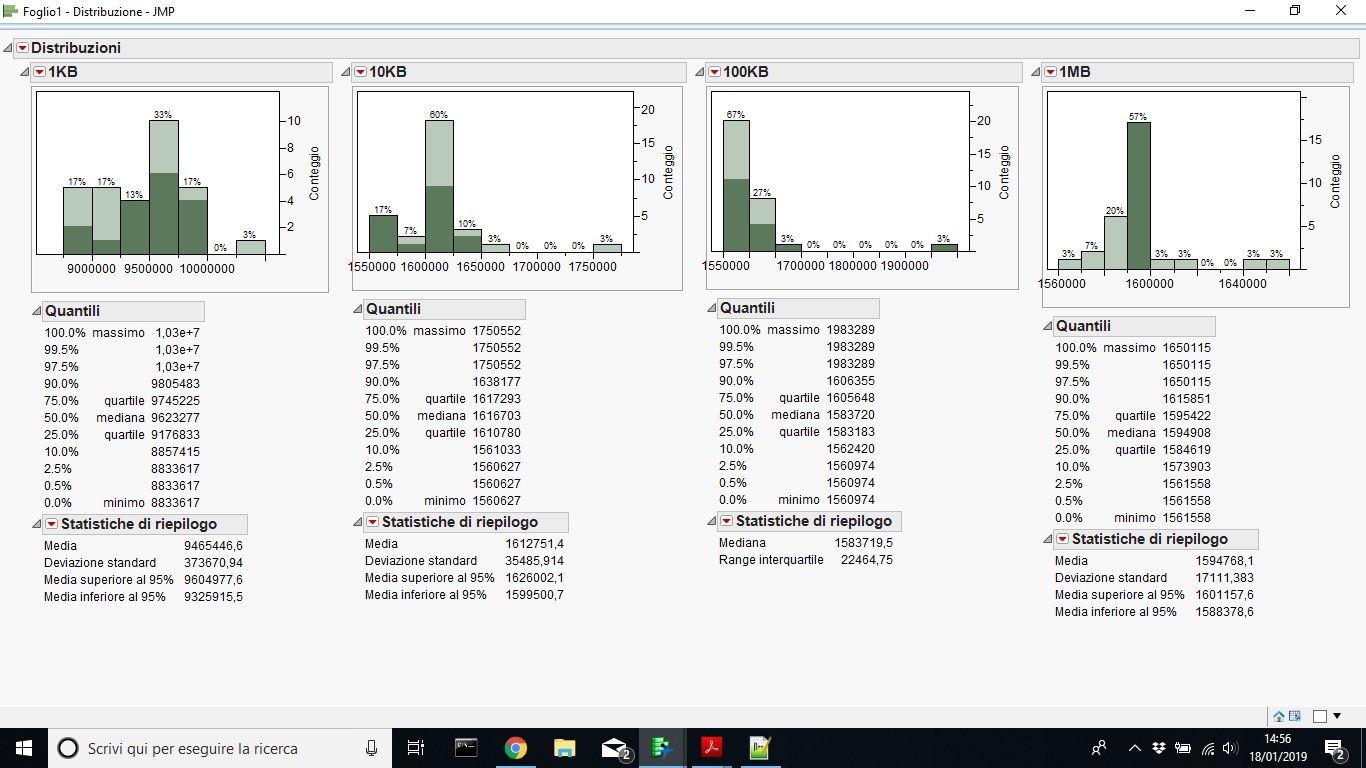 Foglio1 - Distribuzione - JMP
Distribuzioni
1KB
33%
17%
17%
13%
17%
0%
3%
10
8
6
4
2
Conteggio
9000000
9500000
10000000
Quantili
100.0% massimo 1,03e+7
99.5% 1,03e+7
97.5% 1,03e+7
90.0% 9805483
75.0% quartile 9745225
50.0% mediana 9623277
25.0% quartile 9176833
10.0% 8857415
2.5% 8833617
0.5% 8833617
0.0% minimo 8833617
Statistiche di riepilogo
Media 9465446,6
Deviazione standard 373670,94
Media superiore al 95% 9604977,6
Media inferiore al 95% 9325915,5
10KB
60%
17%
7%
10%
3%
0%
0%
0%
3%
20
15
10
5
Conteggio
1550000
1600000
1650000
1700000
1750000
Quantili
100.0% massimo 1750552
99.5% 1750552
97.5% 1750552
90.0% 1638177
75.0% quartile 1617293
50.0% mediana 1616703
25.0% quartile 1610780
10.0% 1561033
2.5% 1560627
0.5% 1560627
0.0% minimo 1560627
Statistiche di riepilogo
Media 1612751,4
Deviazione standard 35485,914
Media superiore al 95% 1626002,1
Media inferiore al 95% 1599500,7
100KB
67%
27%
3%
0%
0%
0%
0%
0%
3%
20
15
10
5
Conteggio
1550000
1700000
1800000
1900000
Quantili
100.0% massimo 1983289
99.5% 1983289
97.5% 1983289
90.0% 1606355
75.0% quartile 1605648
50.0% mediana 1583720
25.0% quartile 1583183
10.0% 1562420
2.5% 1560974
0.5% 1560974
0.0% minimo 1560974
Statistiche di riepilogo
Mediana 1583719,5
Range interquartile 22464,75
1MB
57%
3%
7%
20%
3%
3%
0%
0%
3%
3%
15
10
5
Conteggio
1560000
1600000
1640000
Quantili
100.0% massimo 1650115
99.5% 1650115
97.5% 1650115
90.0% 1615851
75.0% quartile 1595422
50.0% mediana 1594908
25.0% quartile 1584619
10.0% 1573903
2.5% 1561558
0.5% 1561558
0.0% minimo 1561558
Statistiche di riepilogo
Media 1594768,1
Deviazione standard 17111,383
Media superiore al 95% 1601157,6
Media inferiore al 95% 1588378,6
Scrivi qui per eseguire la ricerca
2
14:56
18/01/2019
2